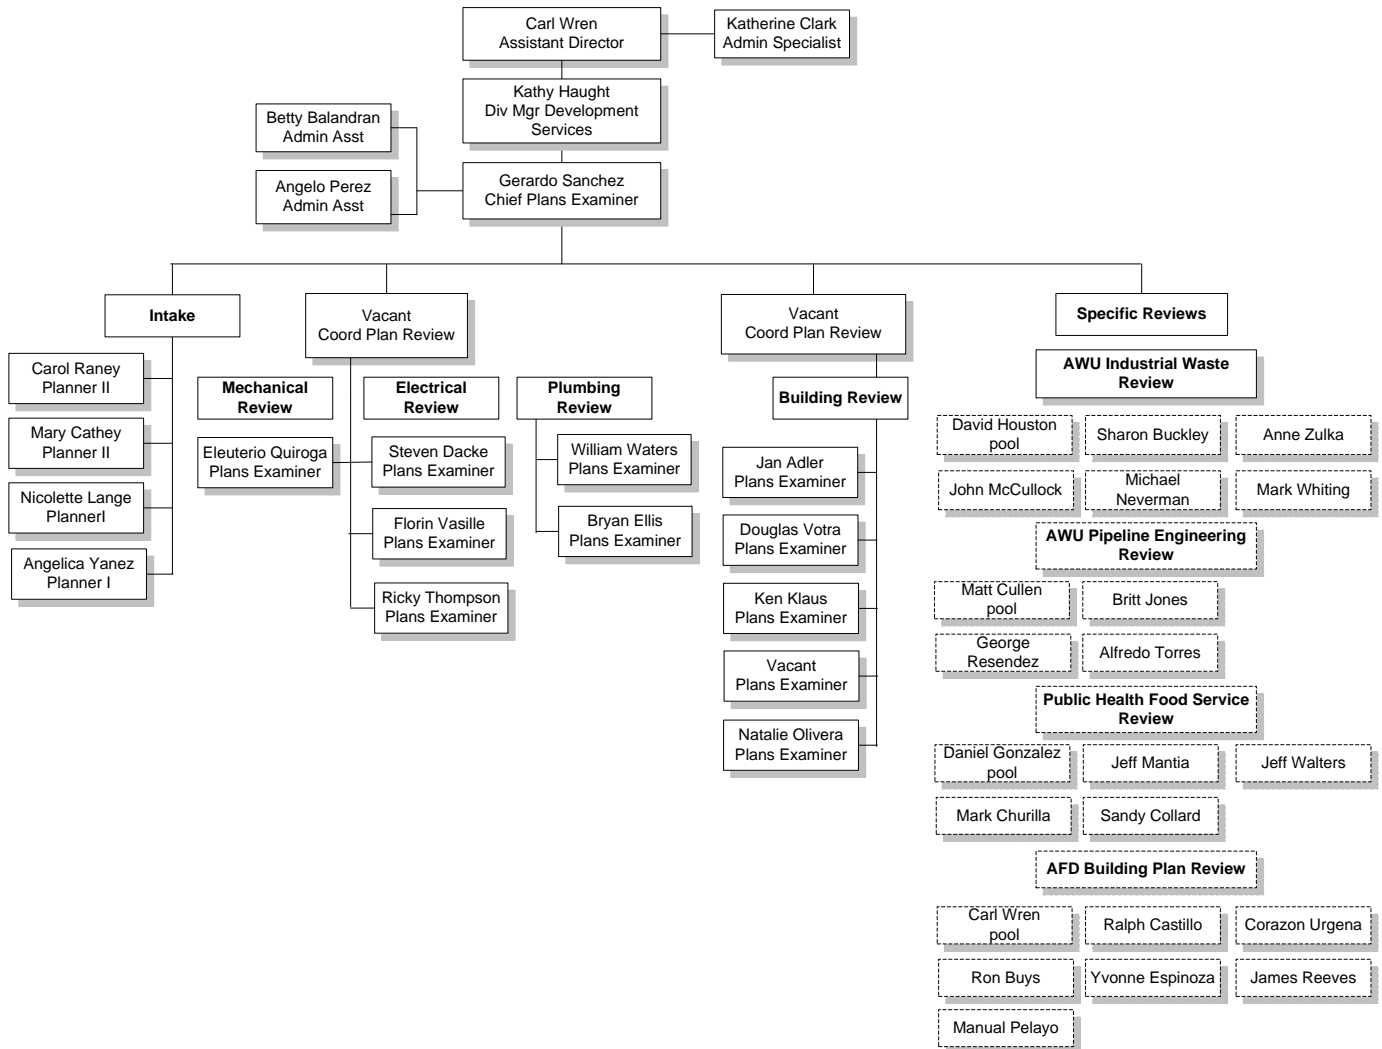 Carl Wren
Assistant Director
Katherine Clark
Admin Specialist
Kathy Haught
Div Mgr Development
Services
Betty Balandran
Admin Asst
Angelo Perez
Admin Asst
Gerardo Sanchez
Chief Plans Examiner
Intake
Vacant
Coord Plan Review
Vacant
Coord Plan Review
Specific Reviews
Carol Raney
Planner II
Mary Cathey
Planner II
Nicolette Lange
PlannerI
Angelica Yanez
Planner I
Mechanical
Review
Eleuterio Quiroga
Plans Examiner
Electrical
Review
Steven Dacke
Plans Examiner
Florin Vasille
Plans Examiner
Ricky Thompson
Plans Examiner
Plumbing
Review
William Waters
Plans Examiner
Bryan Ellis
Plans Examiner
Building Review
Jan Adler
Plans Examiner
Douglas Votra
Plans Examiner
Ken Klaus
Plans Examiner
Vacant
Plans Examiner
Natalie Olivera
Plans Examiner
AWU Industrial Waste
Review
David Houston
pool
Sharon Buckley
Anne Zulka
John McCullock
Michael
Neverman
Mark Whiting
AWU Pipeline Engineering
Review
Matt Cullen
pool
Britt Jones
George
Resendez
Alfredo Torres
Public Health Food Service
Review
Daniel Gonzalez
pool
Jeff Mantia
Jeff Walters
Mark Churilla
Sandy Collard
AFD Building Plan Review
Carl Wren
pool
Ralph Castillo
Corazon Urgena
Ron Buys
Yvonne Espinoza
James Reeves
Manual Pelayo